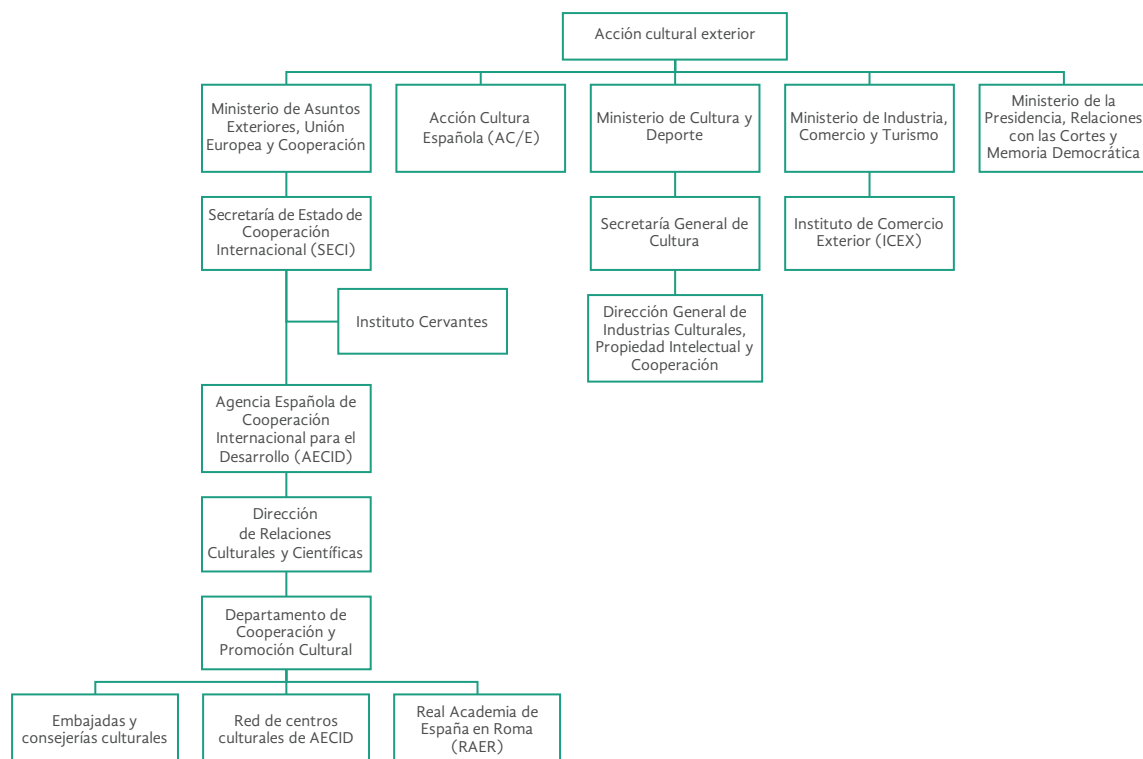 Acción cultural exterior
Ministerio de Asuntos
Exteriores, Unión
Europea y Cooperación
Acción Cultura
Española (AC/E)
Ministerio de Cultura y
Deporte
Ministerio de Industria,
Comercio y Turismo
Ministerio de la
Presidencia, Relaciones
con las Cortes y
Memoria Democrática
Secretaría de Estado de
Cooperación
Internacional (SECI)
Secretaría General de
Cultura
Instituto de Comercio
Exterior (ICEX)
Instituto Cervantes
Dirección General de
Industrias Culturales,
Propiedad Intelectual y
Cooperación
Agencia Española de
Cooperación
Internacional para el
Desarrollo (AECID)
Dirección
de Relaciones
Culturales y Científicas
Departamento de
Cooperación y
Promoción Cultural
Embajadas y
consejerías culturales
Red de centros
culturales de AECID
Real Academia de
España en Roma
(RAER)